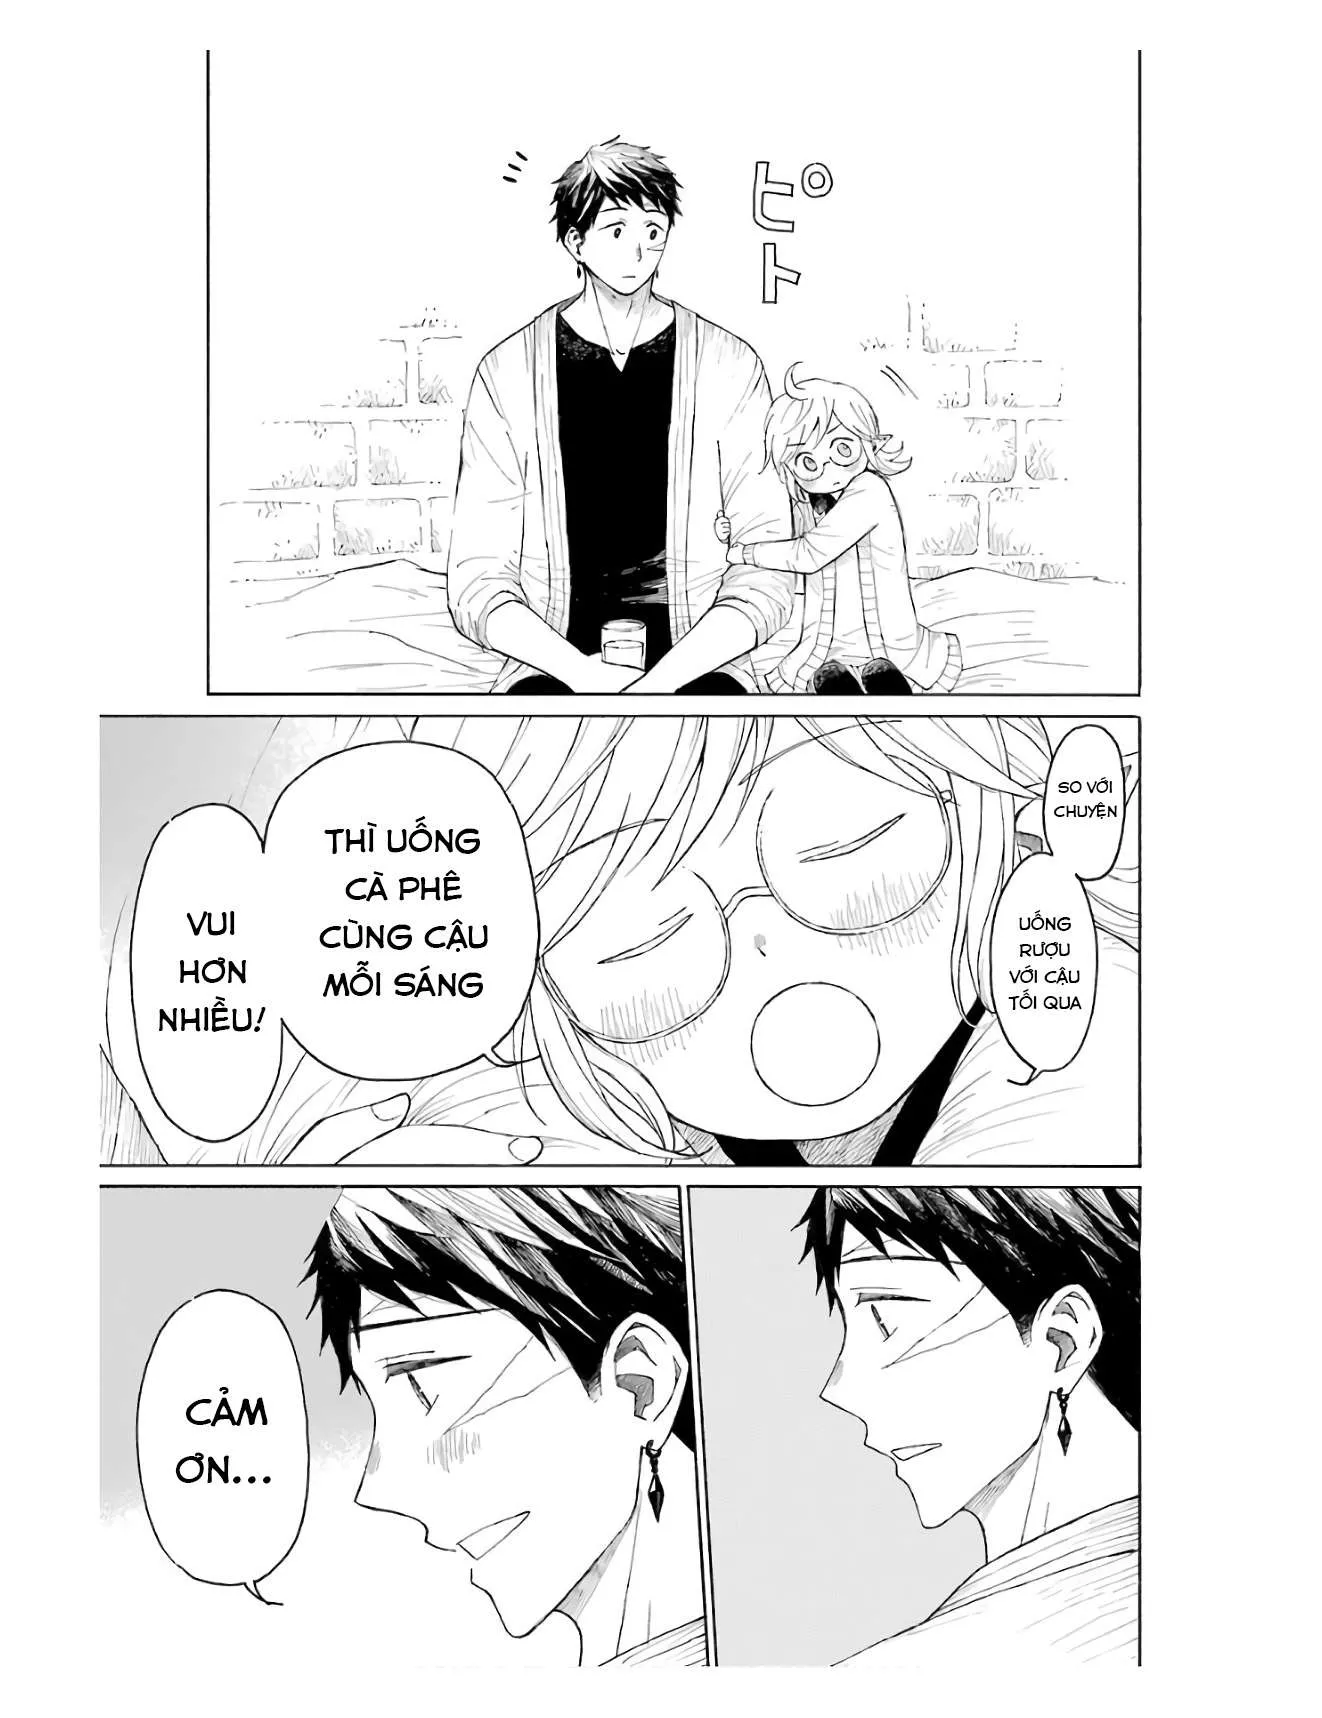 ピト
SO VỚI
CHUYỆN
UỐNG
RƯỢU
VỚI CẬU
TỐI QUA
THÌ UỐNG
CÀ PHÊ
CÙNG CẬU
MỖI SÁNG
VUI
HƠN
NHIỀU!
CẢM
ƠN...